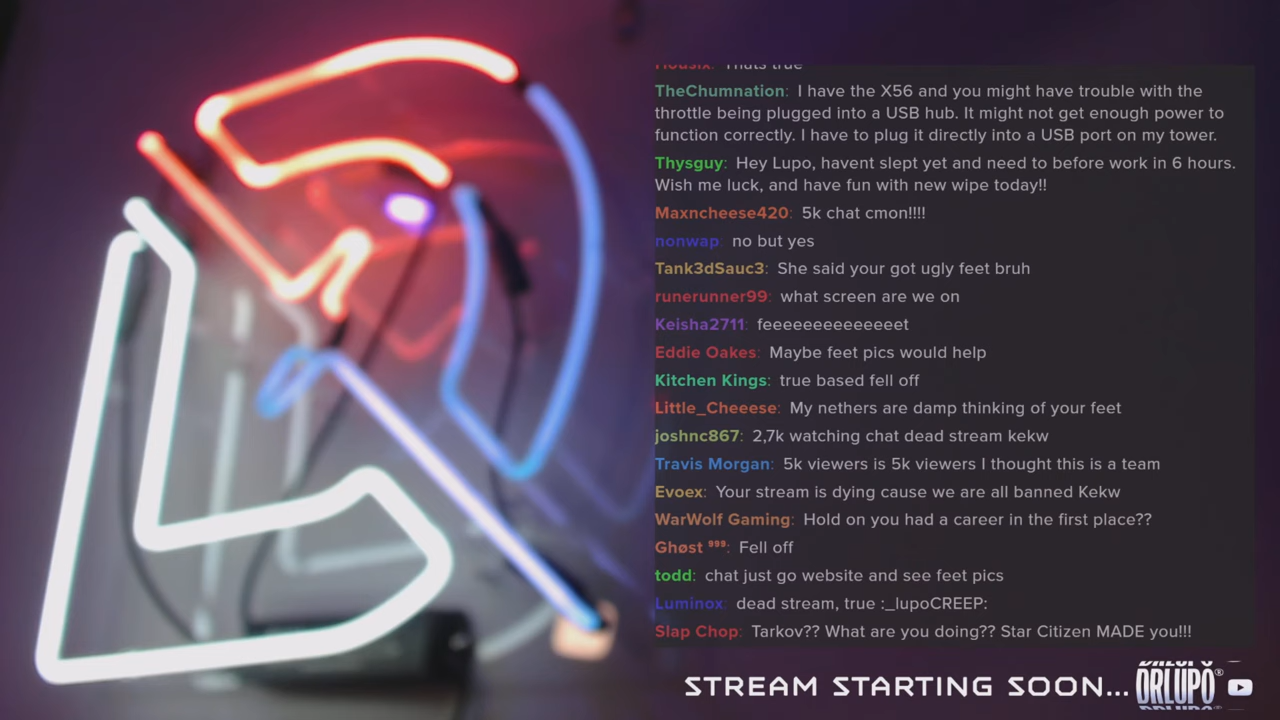 Housix: Thats true
TheChumnation: I have the X56 and you might have trouble with the
throttle being plugged into a USB hub. It might not get enough power to
function correctly. I have to plug it directly into a USB port on my tower.
Thysguy: Hey Lupo, havent slept yet and need to before work in 6 hours.
Wish me luck, and have fun with new wipe today!!
Maxncheese420: 5k chat cmon!!!!
nonwap: no but yes
Tank3dSauc3: She said your got ugly feet bruh
runerunner99: what screen are we on
Keisha2711: feeeeeeeeeeeeeet
Eddie Oakes: Maybe feet pics would help
Kitchen Kings: true based fell off
Little_Cheeese: My nethers are damp thinking of your feet
joshnc867: 2,7k watching chat dead stream kekw
Travis Morgan: 5k viewers is 5k viewers I thought this is a team
Evoex: Your stream is dying cause we are all banned Kekw
WarWolf Gaming: Hold on you had a career in the first place??
Ghøst ⁹⁹⁹: Fell off
todd: chat just go website and see feet pics
Luminox: dead stream, true :_lupoCREEP:
Slap Chop: Tarkov?? What are you doing?? Star Citizen MADE you!!!
STREAM STARTING SOON... DRLUPO®